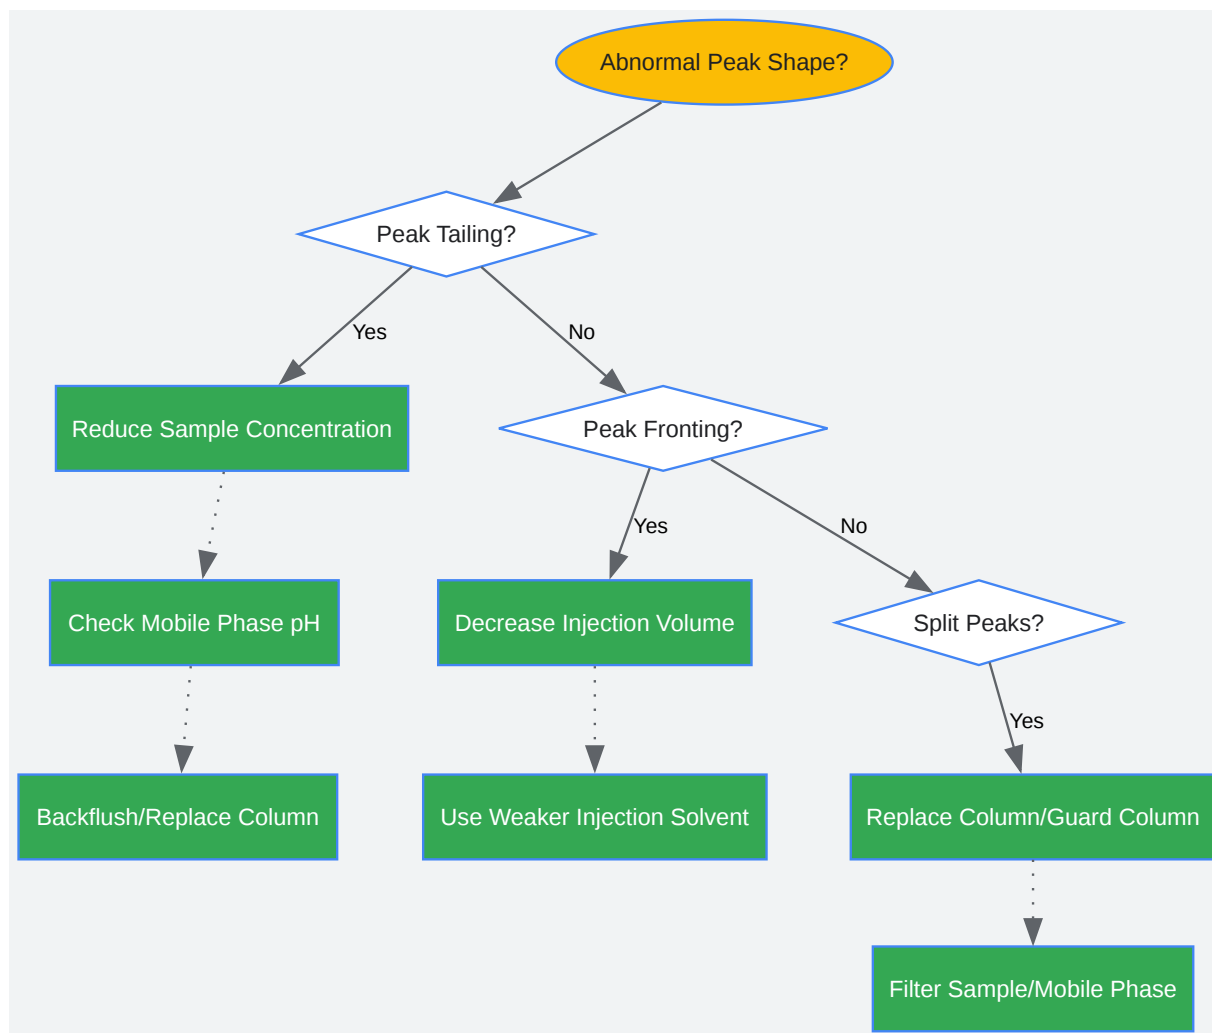 Abnormal Peak Shape?
Peak Tailing?
Yes
No
Reduce Sample Concentration
Peak Fronting?
Yes
No
Check Mobile Phase pH
Decrease Injection Volume
Split Peaks?
Yes
Backflush/Replace Column
Use Weaker Injection Solvent
Replace Column/Guard Column
Filter Sample/Mobile Phase